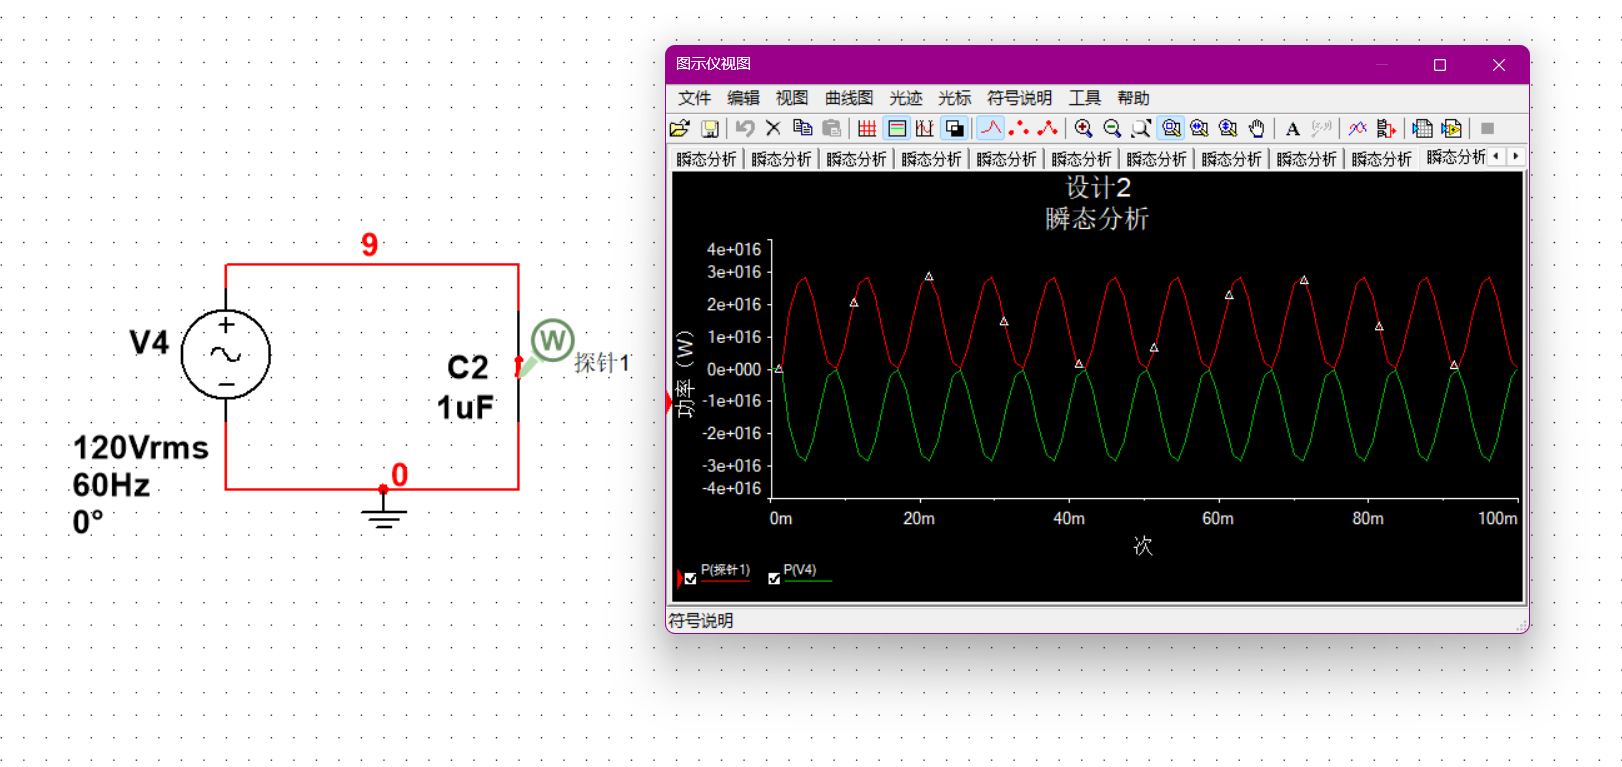 9
V4
120Vrms
60Hz
0°
C2
1uF
W
探针1
0
图示仪视图
文件 编辑 视图 曲线图 光迹 光标 符号说明 工具 帮助
A (x,y)
瞬态分析 瞬态分析 瞬态分析 瞬态分析 瞬态分析 瞬态分析 瞬态分析 瞬态分析 瞬态分析 瞬态分析 瞬态分析
设计2
瞬态分析
功率（W）
4e+016
3e+016
2e+016
1e+016
0e+000
-1e+016
-2e+016
-3e+016
-4e+016
0m 20m 40m 60m 80m 100m
次
P(探针1) P(V4)
符号说明